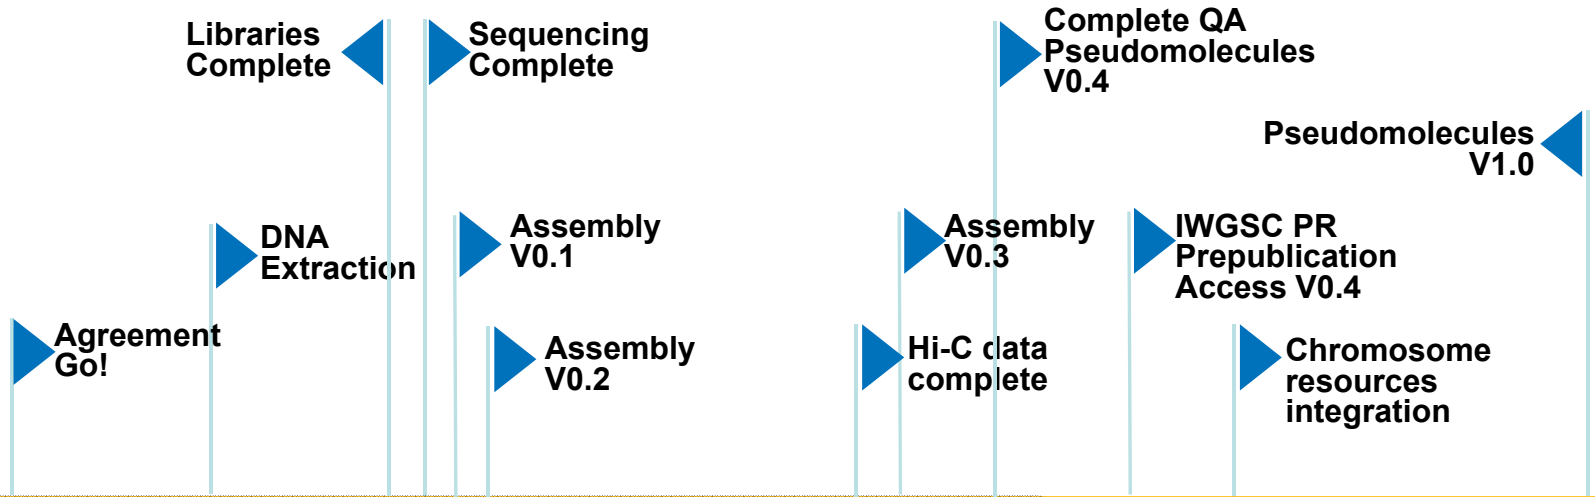 Libraries
Complete
Sequencing
Complete
Complete QA
Pseudomolecules
V0.4
Pseudomolecules
V1.0
DNA
Extraction
Assembly
V0.1
Assembly
V0.3
IWGSC PR
Prepublication
Access V0.4
Agreement
Go!
Assembly
V0.2
Hi-C data
complete
Chromosome
resources
integration